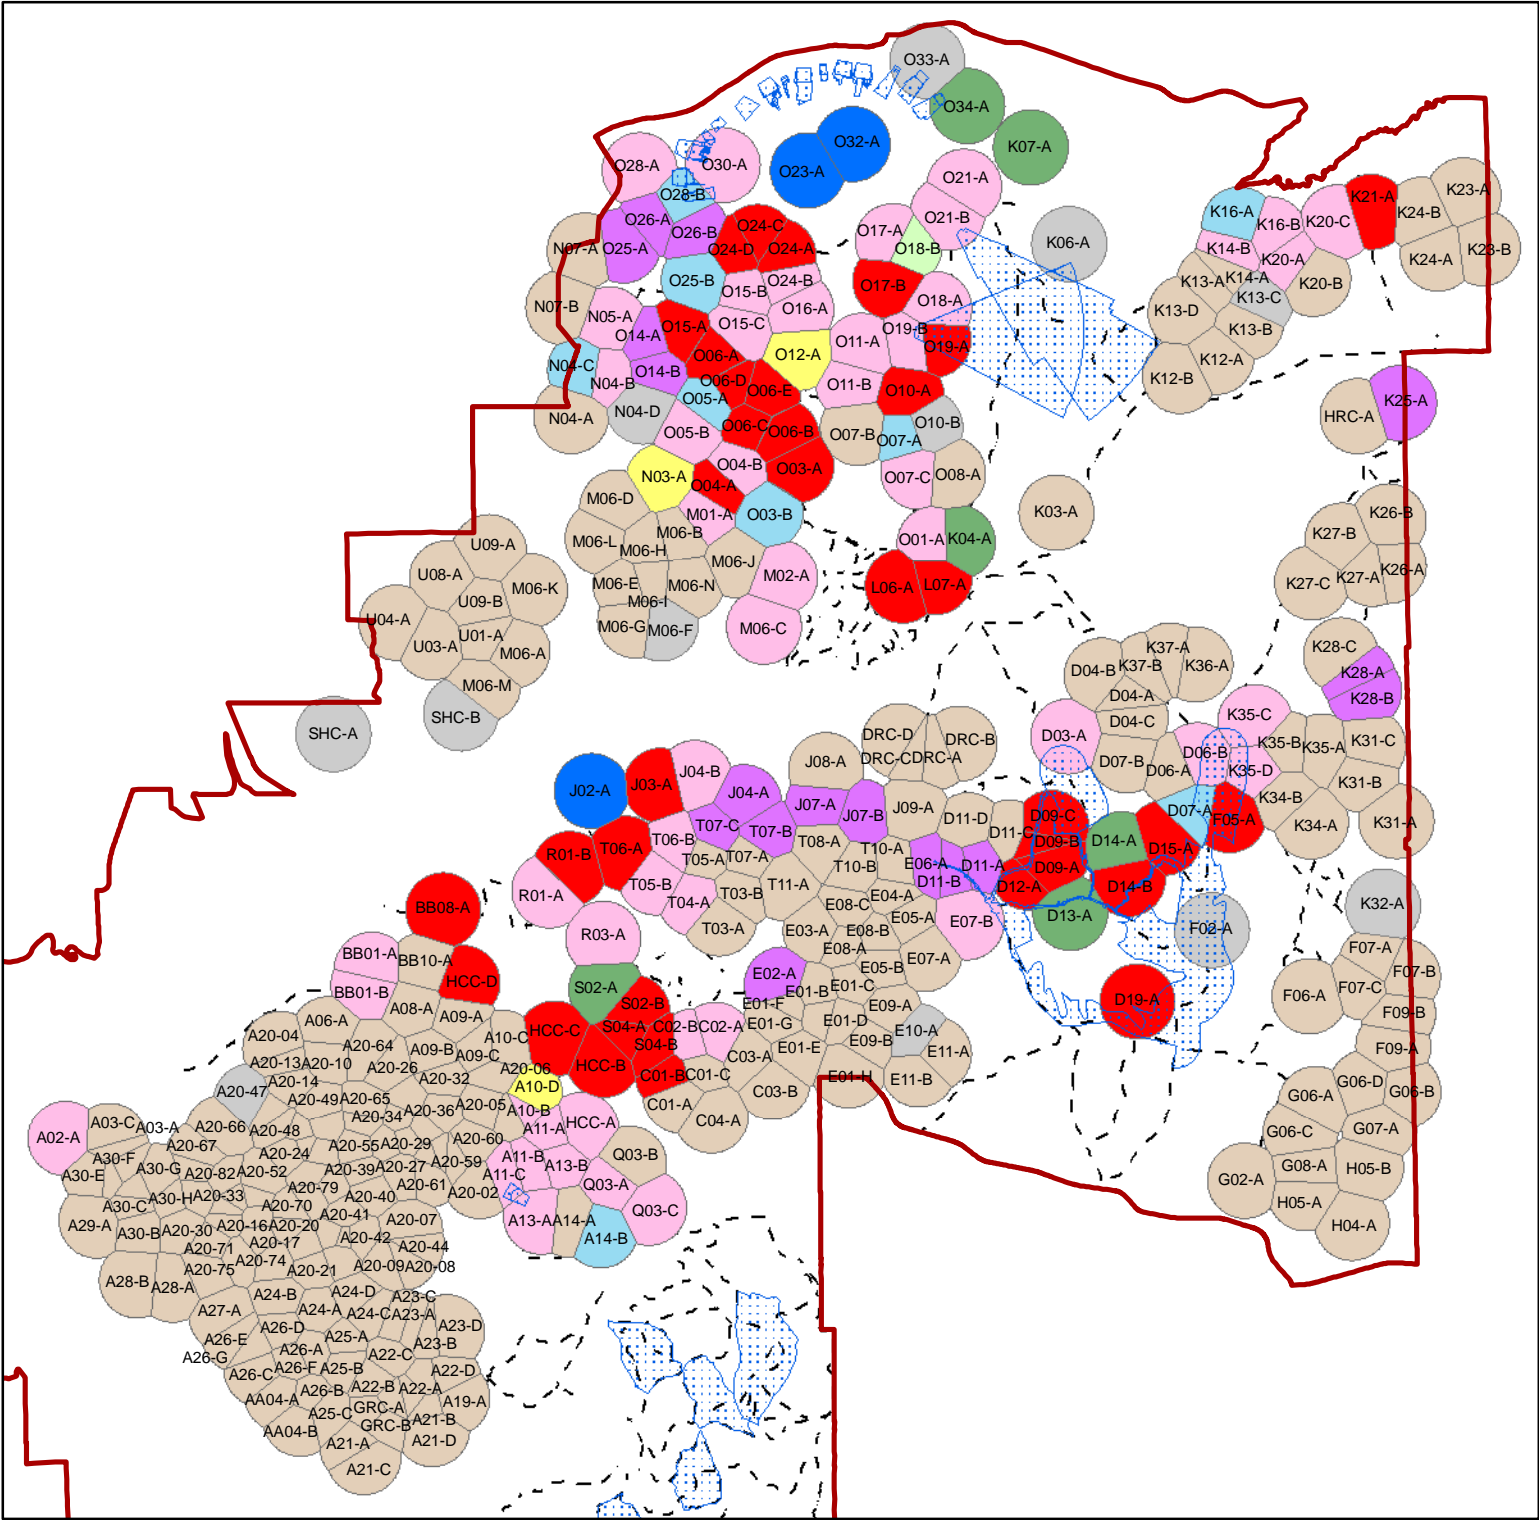 O33-A
O34-A
O32-A
K07-A
O23-A
O28-A
O30-A
O21-A
K23-A
O28-B
K21-A
K16-A
K24-B
O26-A
O21-B
K16-B
K20-C
O24-C
O26-B
O17-A
K06-A
N07-A
O25-A
O24-D
O24-A
O18-B
K14-B
K23-B
K20-A
K24-A
O25-B
O24-B
K13-A
K14-A
K20-B
O15-B
O17-B
K13-C
N07-B
O16-A
O18-A
K13-D
N05-A
O15-C
O15-A
O19-B
K13-B
O14-A
O11-A
O19-A
O06-A
O12-A
K12-A
N04-C
O14-B
K12-B
N04-B
O06-D
O06-E
O11-B
O10-A
O05-A
K25-A
N04-A
N04-D
HRC-A
O05-B
O06-C
O06-B
O07-B
O07-A
O10-B
O04-B
O03-A
N03-A
O04-A
O07-C
O08-A
M06-D
M01-A
O03-B
K03-A
K26-B
M06-B
K27-B
M06-L
M06-H
O01-A
K04-A
U09-A
M06-J
K26-A
U08-A
M02-A
K27-A
M06-K
M06-E
M06-N
L06-A
L07-A
K27-C
U09-B
M06-I
U04-A
M06-G
M06-F
M06-C
U01-A
U03-A
M06-A
K37-A
K28-C
K37-B
K36-A
D04-B
K28-A
M06-M
D04-A
K28-B
SHC-B
K35-C
D04-C
SHC-A
DRC-D
D03-A
DRC-B
K35-B
K35-A
K31-C
D06-B
DRC-C
DRC-A
D07-B
J08-A
D06-A
K35-D
J04-B
K31-B
J03-A
J02-A
J04-A
K34-B
J07-A
J09-A
D07-A
J07-B
D09-C
D11-D
F05-A
K31-A
T07-C
K34-A
T07-B
D11-C
T06-B
D09-B
D14-A
T08-A
T06-A
D15-A
T10-A
R01-B
T07-A
T05-A
E06-A
D11-A
T10-B
D09-A
D11-B
T05-B
T11-A
D12-A
D14-B
T03-B
R01-A
E04-A
T04-A
E08-C
K32-A
BB08-A
D13-A
E05-A
E07-B
F02-A
E03-A
E08-B
R03-A
T03-A
E08-A
F07-A
BB01-A
E07-A
BB10-A
E05-B
F07-B
E02-A
HCC-D
E01-C
S02-A
F07-C
BB01-B
E01-B
F06-A
D19-A
E01-F
S02-B
A08-A
E09-A
F09-B
A09-A
A06-A
E01-D
E01-G
S04-A
C02-B
C02-A
HCC-C
E10-A
A20-04
A10-C
E09-B
S04-B
A20-64
E01-E
F09-A
A09-B
E11-A
A09-C
C03-A
A20-13
A20-10
HCC-B
A20-26
A20-06
C01-B
C01-C
E01-H
A20-32
E11-B
G06-D
A20-14
A10-D
A20-47
C03-B
G06-B
G06-A
A20-49
A20-65
A20-05
C01-A
A20-36
A10-B
A20-34
C04-A
A03-C
HCC-A
A03-A
A20-66
A11-A
G07-A
A20-48
G06-C
A02-A
A20-60
A20-67
A20-55
A20-29
A20-24
Q03-B
A30-F
A11-B
A20-59
A13-B
G08-A
H05-B
A30-G
A20-27
A20-39
A20-52
A20-82
A30-E
A11-C
G02-A
Q03-A
A20-61
A20-79
A20-02
A20-33
A30-H
A20-40
H05-A
A30-C
A20-70
Q03-C
A20-41
A20-07
A13-A
A14-A
A29-A
A20-16
A20-20
H04-A
A30-B
A20-30
A20-42
A14-B
A20-17
A20-71
A20-44
A20-74
A20-09
A20-08
A20-75
A20-21
A28-B
A28-A
A24-D
A24-B
A23-C
A27-A
A24-A
A24-C
A23-A
A23-D
A26-D
A25-A
A26-E
A23-B
A26-A
A22-C
A26-G
A26-F
A25-B
A22-D
A26-C
A22-B
A22-A
A26-B
AA04-A
A19-A
GRC-A
A25-C
A21-B
GRC-B
AA04-B
A21-D
A21-A
A21-C